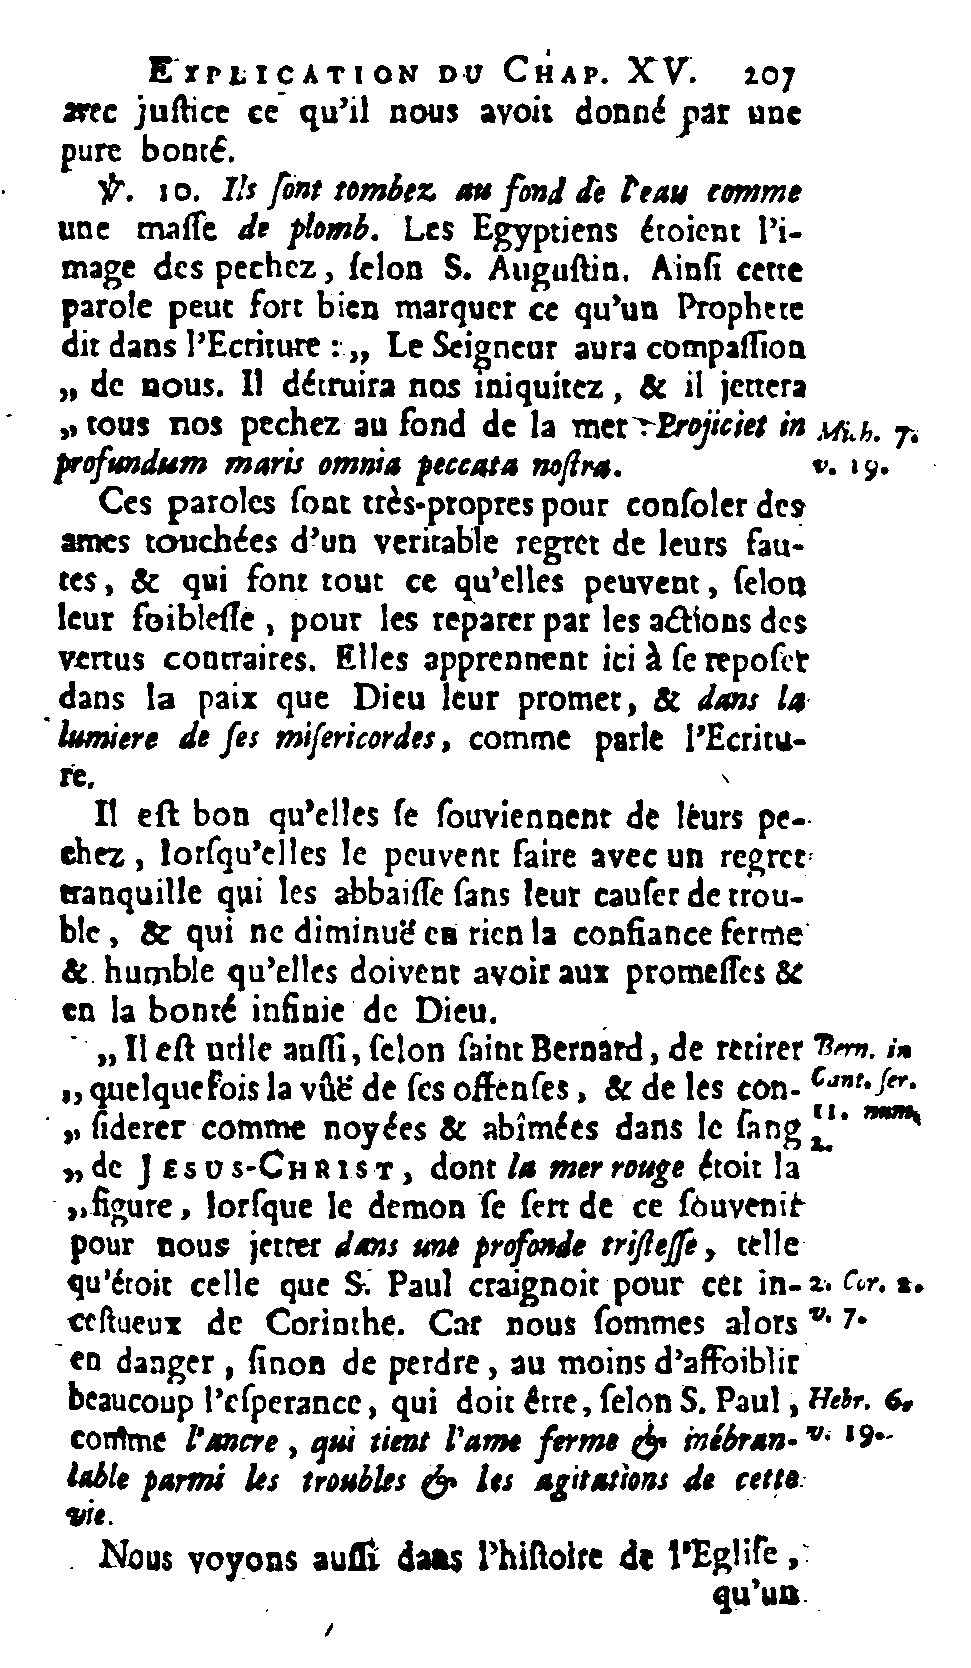 EXPLICATION DU CHAP. XV. 207
avec juſtice ce qu'il nous avoit donné par une
pure bonté.
℣. 10. Ils ſont tombez au fond de l'eau comme
une maſſe de plomb. Les Egyptiens étoient l'i-
mage des pechez, ſelon S. Auguſtin. Ainſi cette
parole peut fort bien marquer ce qu'un Prophete
dit dans l'Ecriture : „ Le Seigneur aura compaſſion
„ de nous. Il détruira nos iniquitez, & il jettera
„ tous nos pechez au fond de la mer : Projiciet in Mich. 7.
profundum maris omnia peccata noſtra. v. 19.
Ces paroles ſont très-propres pour conſoler des
ames touchées d'un veritable regret de leurs fau-
tes, & qui font tout ce qu'elles peuvent, ſelon
leur foibleſſe, pour les reparer par les actions des
vertus contraires. Elles apprennent ici à ſe repoſer
dans la paix que Dieu leur promet, & dans la
lumiere de ſes miſericordes, comme parle l'Ecritu-
re.
Il eſt bon qu'elles ſe ſouviennent de leurs pe-
chez, lorſqu'elles le peuvent faire avec un regret
tranquille qui les abbaiſſe ſans leur cauſer de trou-
ble, & qui ne diminuë en rien la confiance ferme
& humble qu'elles doivent avoir aux promeſſes &
en la bonté infinie de Dieu.
„ Il eſt utile auſſi, ſelon ſaint Bernard, de retirer Bern. in
„ quelquefois la vûë de ſes offenſes, & de les con- Cant. ſer.
„ ſiderer comme noyées & abîmées dans le ſang 11. num.
„ de JESUS-CHRIST, dont la mer rouge étoit la 2.
„ figure, lorſque le demon ſe ſert de ce ſouvenir
pour nous jetter dans une profonde triſteſſe, telle
qu'étoit celle que S. Paul craignoit pour cet in- 2. Cor. 2.
ceſtueux de Corinthe. Car nous ſommes alors v. 7.
en danger, ſinon de perdre, au moins d'affoiblir
beaucoup l'eſperance, qui doit être, ſelon S. Paul, Hebr. 6.
comme l'ancre, qui tient l'ame ferme & inébran- v. 19.
lable parmi les troubles & les agitations de cette
vie.
Nous voyons auſſi dans l'hiſtoire de l'Egliſe,
qu'un